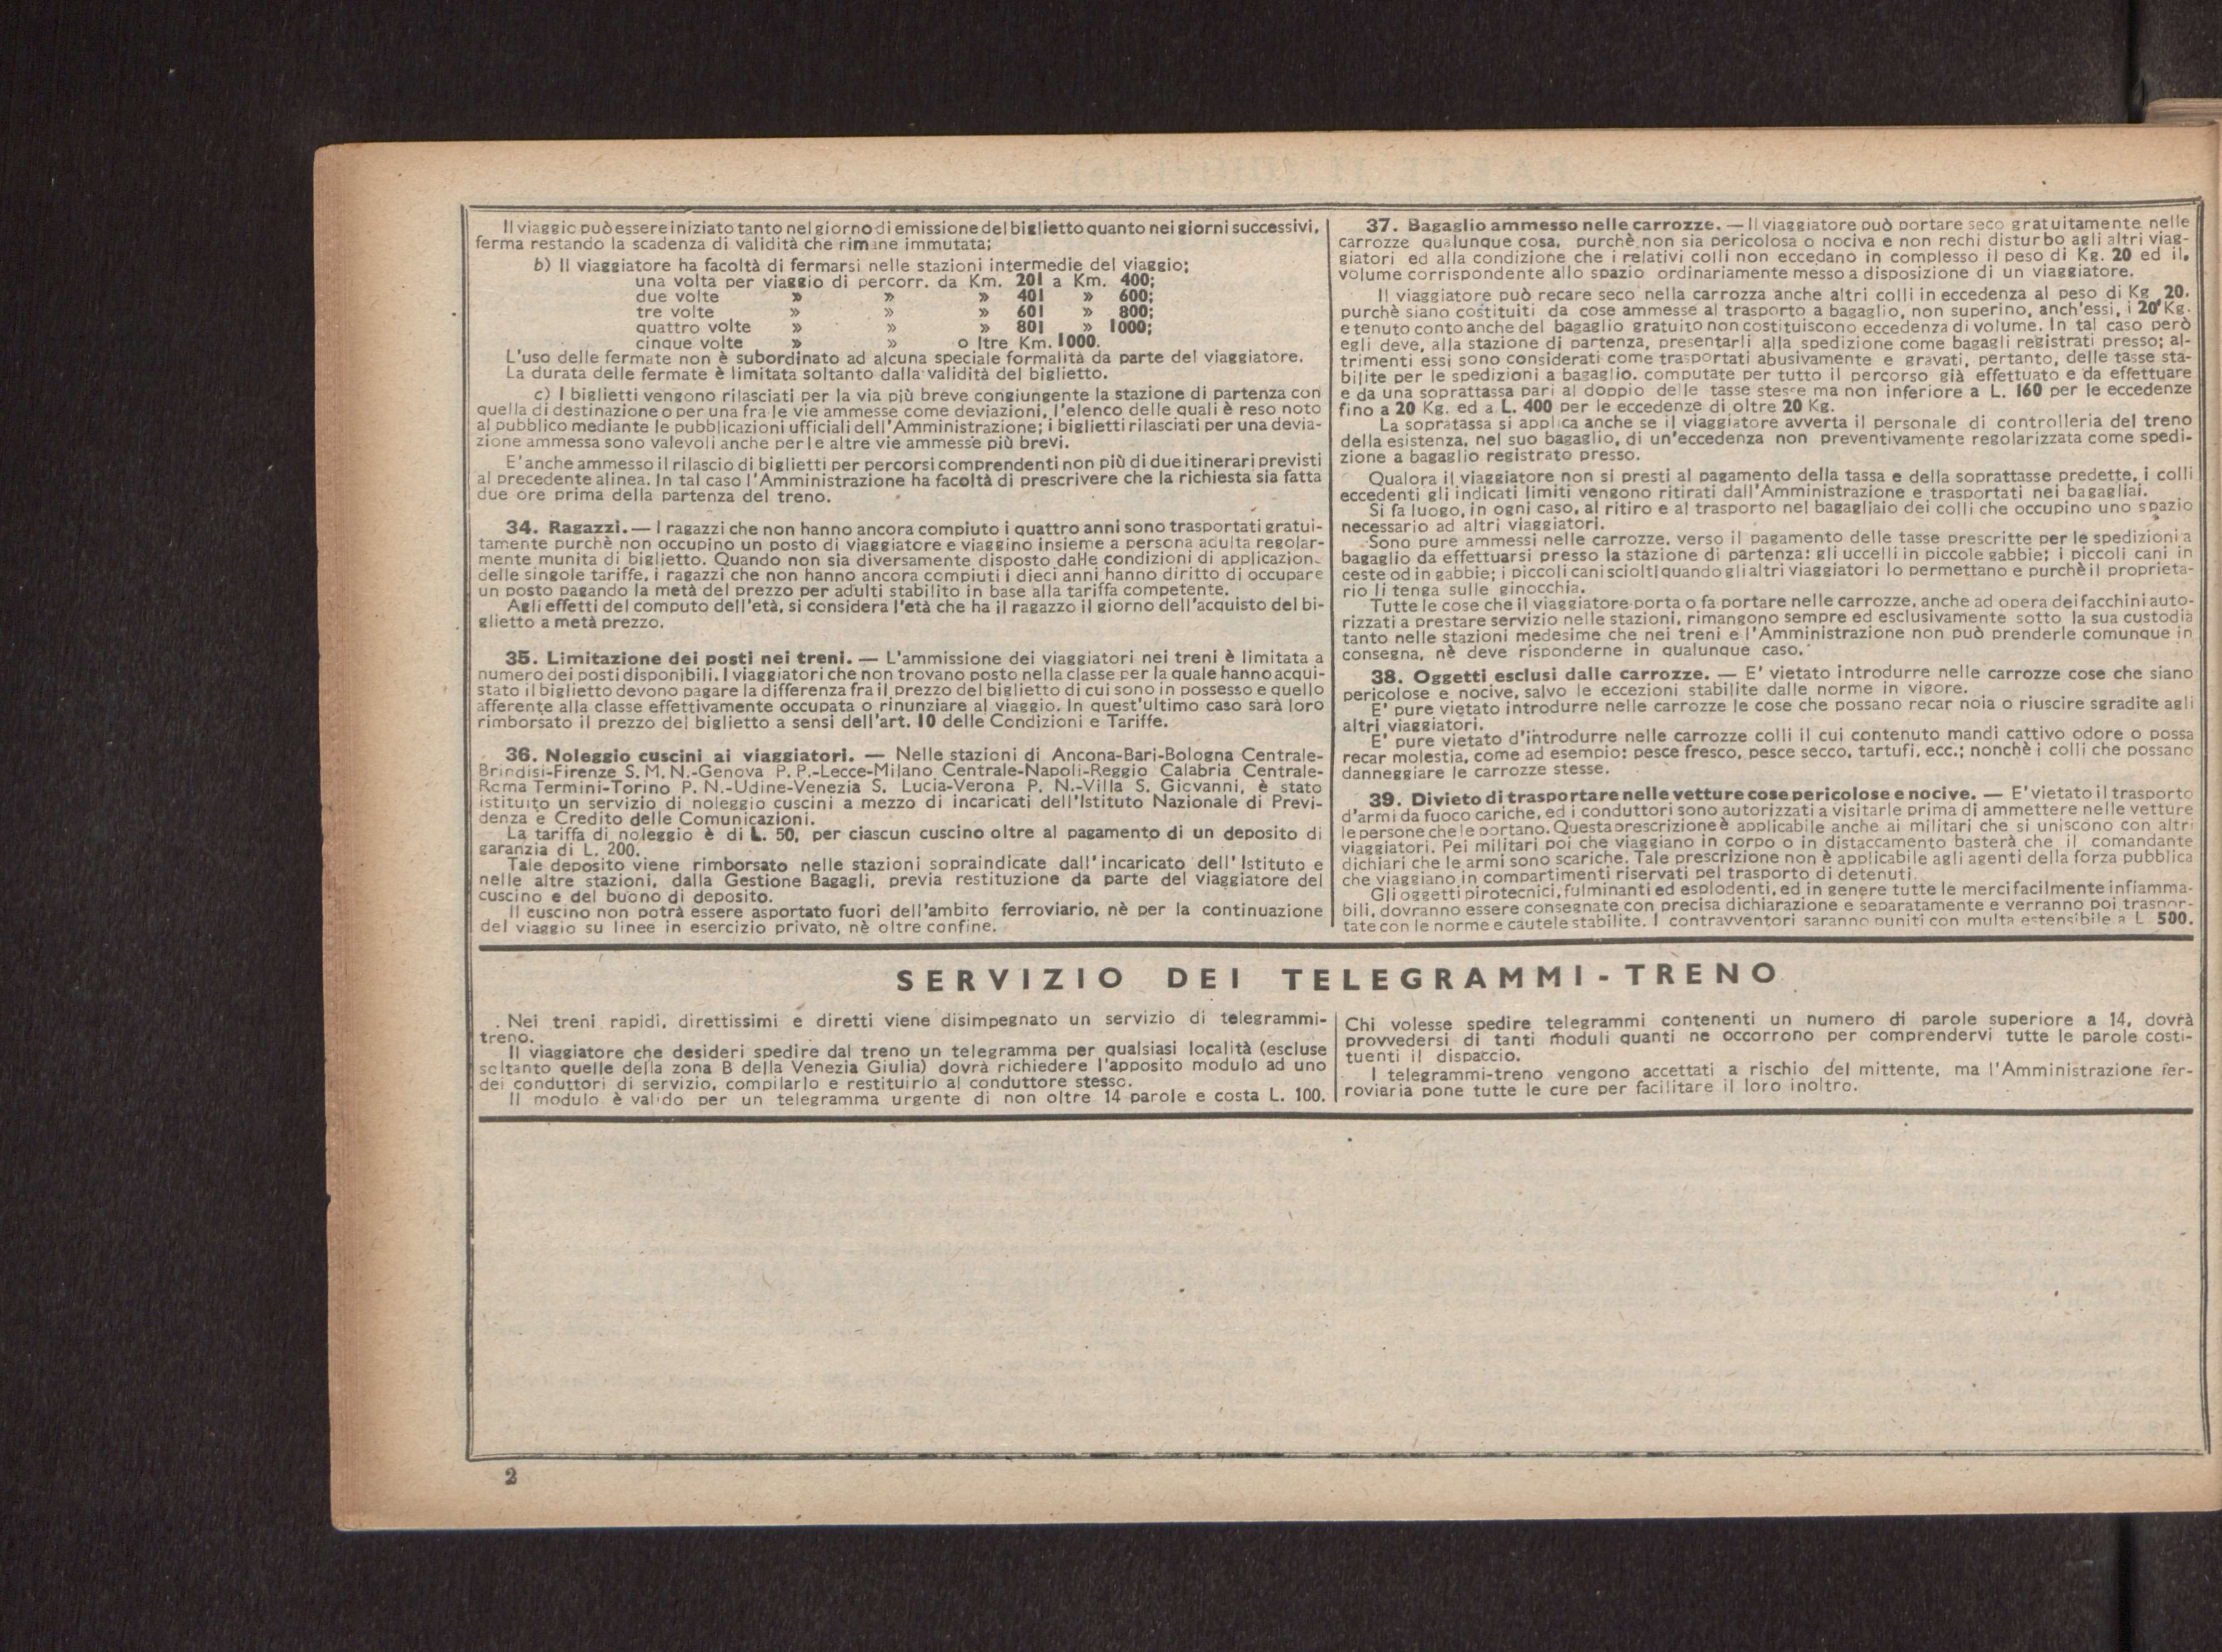 Il viaggio può essere iniziato tanto nel giorno di emissione del biglietto quanto nei giorni successivi,
ferma restando la scadenza di validità che rimane immutata;
b) Il viaggiatore ha facoltà di fermarsi nelle stazioni intermedie del viaggio;
una volta per viaggio di percorr. da Km. 201 a Km. 400;
due volte » » » 401 » 600;
tre volte » » » 601 » 800;
quattro volte » » » 801 » 1000;
cinque volte » » o ltre Km. 1000.
L'uso delle fermate non è subordinato ad alcuna speciale formalità da parte del viaggiatore.
La durata delle fermate è limitata soltanto dalla validità del biglietto.
c) I biglietti vengono rilasciati per la via più breve congiungente la stazione di partenza con
quella di destinazione o per una fra le vie ammesse come deviazioni, l'elenco delle quali è reso noto
al pubblico mediante le pubblicazioni ufficiali dell'Amministrazione; i biglietti rilasciati per una devia-
zione ammessa sono valevoli anche per le altre vie ammesse più brevi.
E' anche ammesso il rilascio di biglietti per percorsi comprendenti non più di due itinerari previsti
al precedente alinea. In tal caso l'Amministrazione ha facoltà di prescrivere che la richiesta sia fatta
due ore prima della partenza del treno.
34. Ragazzi. — I ragazzi che non hanno ancora compiuto i quattro anni sono trasportati gratui-
tamente purchè non occupino un posto di viaggiatore e viaggino insieme a persona adulta regolar-
mente munita di biglietto. Quando non sia diversamente disposto dalle condizioni di applicazion.
delle singole tariffe, i ragazzi che non hanno ancora compiuti i dieci anni hanno diritto di occupare
un posto pagando la metà del prezzo per adulti stabilito in base alla tariffa competente.
Agli effetti del computo dell'età, si considera l'età che ha il ragazzo il giorno dell'acquisto del bi-
glietto a metà prezzo.
35. Limitazione dei posti nei treni. — L'ammissione dei viaggiatori nei treni è limitata a
numero dei posti disponibili. I viaggiatori che non trovano posto nella classe per la quale hanno acqui-
stato il biglietto devono pagare la differenza fra il prezzo del biglietto di cui sono in possesso e quello
afferente alla classe effettivamente occupata o rinunziare al viaggio. In quest'ultimo caso sarà loro
rimborsato il prezzo del biglietto a sensi dell'art. 10 delle Condizioni e Tariffe.
36. Noleggio cuscini ai viaggiatori. — Nelle stazioni di Ancona-Bari-Bologna Centrale-
Brindisi-Firenze S. M. N.-Genova P. P.-Lecce-Milano Centrale-Napoli-Reggio Calabria Centrale-
Roma Termini-Torino P. N.-Udine-Venezia S. Lucia-Verona P. N.-Villa S. Giovanni, è stato
istituito un servizio di noleggio cuscini a mezzo di incaricati dell'Istituto Nazionale di Previ-
denza e Credito delle Comunicazioni.
La tariffa di noleggio è di L. 50, per ciascun cuscino oltre al pagamento di un deposito di
garanzia di L. 200.
Tale deposito viene rimborsato nelle stazioni sopraindicate dall'incaricato dell'Istituto e
nelle altre stazioni, dalla Gestione Bagagli, previa restituzione da parte del viaggiatore del
cuscino e del buono di deposito.
Il cuscino non potrà essere asportato fuori dell'ambito ferroviario, nè per la continuazione
del viaggio su linee in esercizio privato, nè oltre confine.
37. Bagaglio ammesso nelle carrozze. — Il viaggiatore può portare seco gratuitamente nelle
carrozze qualunque cosa, purchè non sia pericolosa o nociva e non rechi disturbo agli altri viag-
giatori ed alla condizione che i relativi colli non eccedano in complesso il peso di Kg. 20 ed il.
volume corrispondente allo spazio ordinariamente messo a disposizione di un viaggiatore.
Il viaggiatore può recare seco nella carrozza anche altri colli in eccedenza al peso di Kg 20.
purchè siano costituiti da cose ammesse al trasporto a bagaglio, non superino, anch'essi, i 20 Kg.
e tenuto conto anche del bagaglio gratuito non costituiscono eccedenza di volume. In tal caso però
egli deve, alla stazione di partenza, presentarli alla spedizione come bagagli registrati presso; al-
trimenti essi sono considerati come trasportati abusivamente e gravati, pertanto, delle tasse sta-
bilite per le spedizioni a bagaglio. computate per tutto il percorso già effettuato e da effettuare
e da una soprattassa pari al doppio delle tasse stesse ma non inferiore a L. 160 per le eccedenze
fino a 20 Kg. ed a L. 400 per le eccedenze di oltre 20 Kg.
La sopratassa si applica anche se il viaggiatore avverta il personale di controlleria del treno
della esistenza, nel suo bagaglio, di un'eccedenza non preventivamente regolarizzata come spedi-
zione a bagaglio registrato presso.
Qualora il viaggiatore non si presti al pagamento della tassa e della soprattasse predette, i colli
eccedenti gli indicati limiti vengono ritirati dall'Amministrazione e trasportati nei bagagliai.
Si fa luogo, in ogni caso, al ritiro e al trasporto nel bagagliaio dei colli che occupino uno spazio
necessario ad altri viaggiatori.
Sono pure ammessi nelle carrozze, verso il pagamento delle tasse prescritte per le spedizioni a
bagaglio da effettuarsi presso la stazione di partenza: gli uccelli in piccole gabbie; i piccoli cani in
ceste od in gabbie; i piccoli cani sciolti quando gli altri viaggiatori lo permettano e purchè il proprieta-
rio li tenga sulle ginocchia.
Tutte le cose che il viaggiatore porta o fa portare nelle carrozze, anche ad opera dei facchini auto-
rizzati a prestare servizio nelle stazioni, rimangono sempre ed esclusivamente sotto la sua custodia
tanto nelle stazioni medesime che nei treni e l'Amministrazione non può prenderle comunque in
consegna, nè deve risponderne in qualunque caso.
38. Oggetti esclusi dalle carrozze. — E' vietato introdurre nelle carrozze cose che siano
pericolose e nocive, salvo le eccezioni stabilite dalle norme in vigore.
E' pure vietato introdurre nelle carrozze le cose che possano recar noia o riuscire sgradite agli
altri viaggiatori.
E' pure vietato d'introdurre nelle carrozze colli il cui contenuto mandi cattivo odore o possa
recar molestia, come ad esempio: pesce fresco, pesce secco, tartufi, ecc.; nonchè i colli che possano
danneggiare le carrozze stesse.
39. Divieto di trasportare nelle vetture cose pericolose e nocive. — E' vietato il trasporto
d'armi da fuoco cariche, ed i conduttori sono autorizzati a visitarle prima di ammettere nelle vetture
le persone che le portano. Questa prescrizione è applicabile anche ai militari che si uniscono con altri
viaggiatori. Pei militari poi che viaggiano in corpo o in distaccamento basterà che il comandante
dichiari che le armi sono scariche. Tale prescrizione non è applicabile agli agenti della forza pubblica
che viaggiano in compartimenti riservati pel trasporto di detenuti.
Gli oggetti pirotecnici, fulminanti ed esplodenti, ed in genere tutte le merci facilmente infiamma-
bili, dovranno essere consegnate con precisa dichiarazione e separatamente e verranno poi traspor-
tate con le norme e cautele stabilite. I contravventori saranno puniti con multa estensibile a L 500.
SERVIZIO DEI TELEGRAMMI-TRENO
Nei treni rapidi, direttissimi e diretti viene disimpegnato un servizio di telegrammi-
treno.
Il viaggiatore che desideri spedire dal treno un telegramma per qualsiasi località (escluse
soltanto quelle della zona B della Venezia Giulia) dovrà richiedere l'apposito modulo ad uno
dei conduttori di servizio, compilarlo e restituirlo al conduttore stesso.
Il modulo è valido per un telegramma urgente di non oltre 14 parole e costa L. 100.
Chi volesse spedire telegrammi contenenti un numero di parole superiore a 14, dovrà
provvedersi di tanti moduli quanti ne occorrono per comprendervi tutte le parole costi-
tuenti il dispaccio.
I telegrammi-treno vengono accettati a rischio del mittente, ma l'Amministrazione fer-
roviaria pone tutte le cure per facilitare il loro inoltro.
2